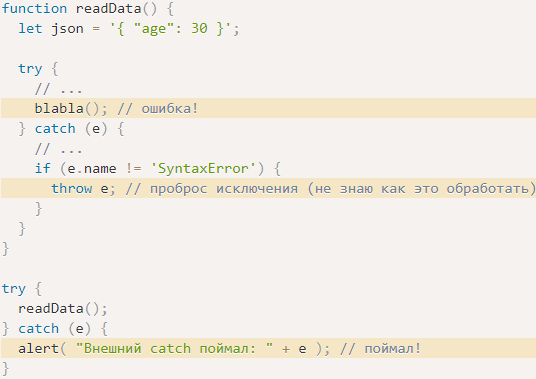 function readData() {
let json = '{ "age": 30 }';
try {
// ...
blabla(); // ошибка!
} catch (e) {
// ...
if (e.name != 'SyntaxError') {
throw e; // проброс исключения (не знаю как это обработать)
}
}
}
try {
readData();
} catch (e) {
alert( "Внешний catch поймал: " + e ); // поймал!
}